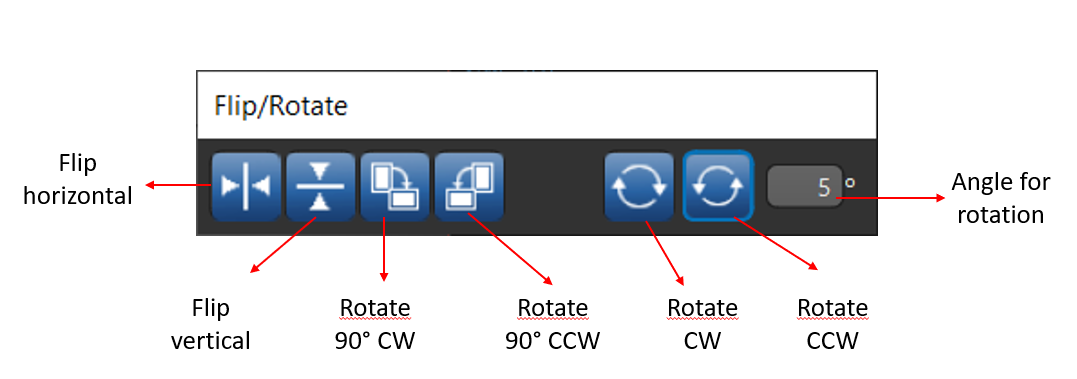 Flip/Rotate
Flip
horizontal
5°
Angle for
rotation
Flip
vertical
Rotate
90° CW
Rotate
90° CCW
Rotate
CW
Rotate
CCW